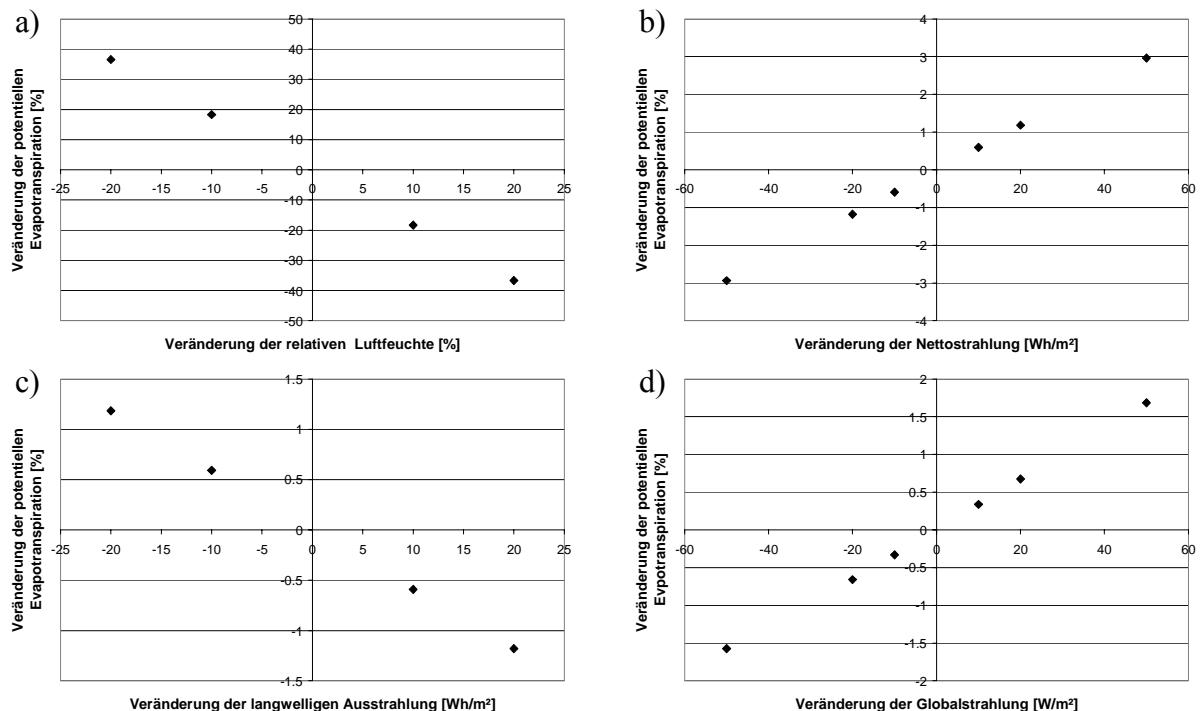 a)
50
40
30
20
10
0
-10
-20
-30
-40
-50
-25 -20 -15 -10 -5 0 5 10 15 20 25
Veränderung der potentiellen
Evapotranspiration [%]
Veränderung der relativen Luftfeuchte [%]
b)
4
3
2
1
0
-1
-2
-3
-4
-60 -40 -20 0 20 40 60
Veränderung der potentiellen
Evapotranspiration [%]
Veränderung der Nettostrahlung [Wh/m²]
c)
1.5
1
0.5
0
-0.5
-1
-1.5
-25 -20 -15 -10 -5 0 5 10 15 20 25
Veränderung der potentiellen
Evapotranspiration [%]
Veränderung der langwelligen Ausstrahlung [Wh/m²]
d)
2
1.5
1
0.5
0
-0.5
-1
-1.5
-2
-60 -40 -20 0 20 40 60
Veränderung der potentiellen
Evpotranspiration [%]
Veränderung der Globalstrahlung [W/m²]